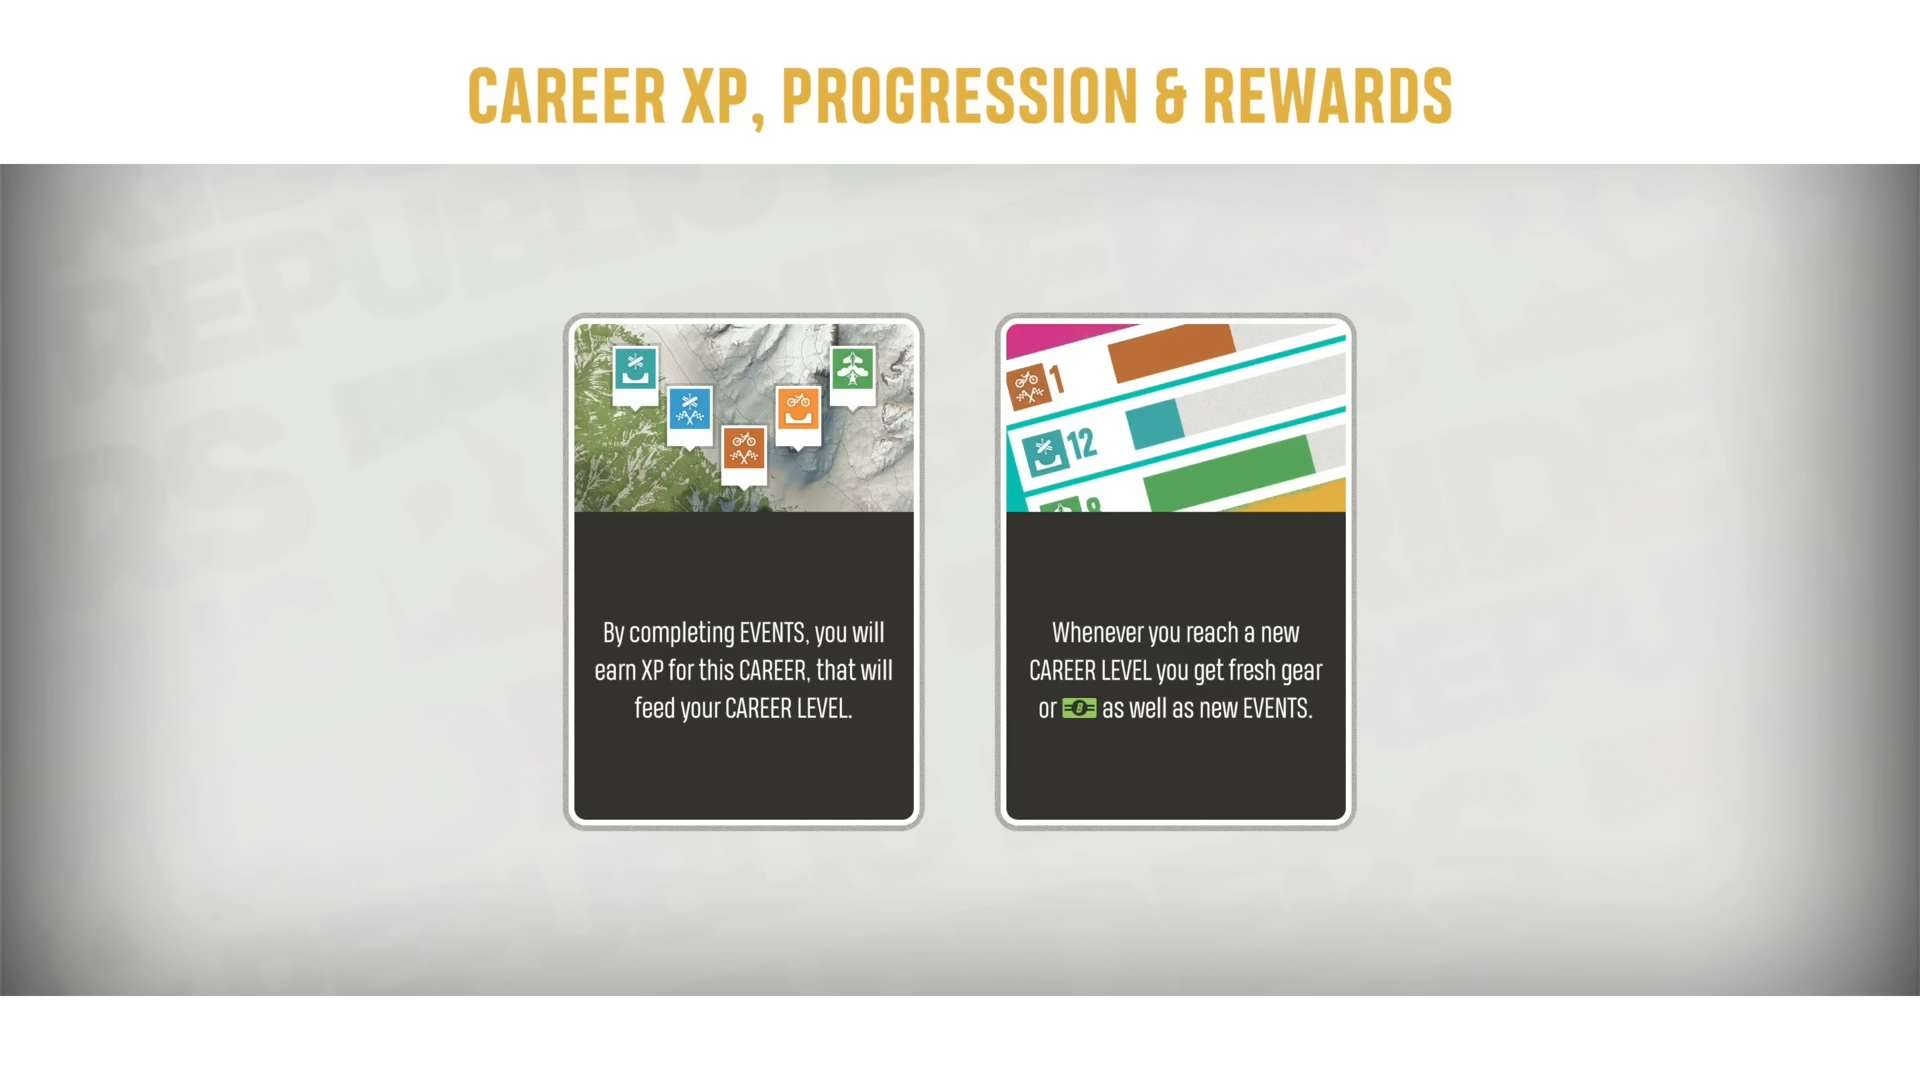 CAREER XP, PROGRESSION & REWARDS
REPUBLIC
1
12
8
By completing EVENTS, you will
earn XP for this CAREER, that will
feed your CAREER LEVEL.
Whenever you reach a new
CAREER LEVEL you get fresh gear
or as well as new EVENTS.